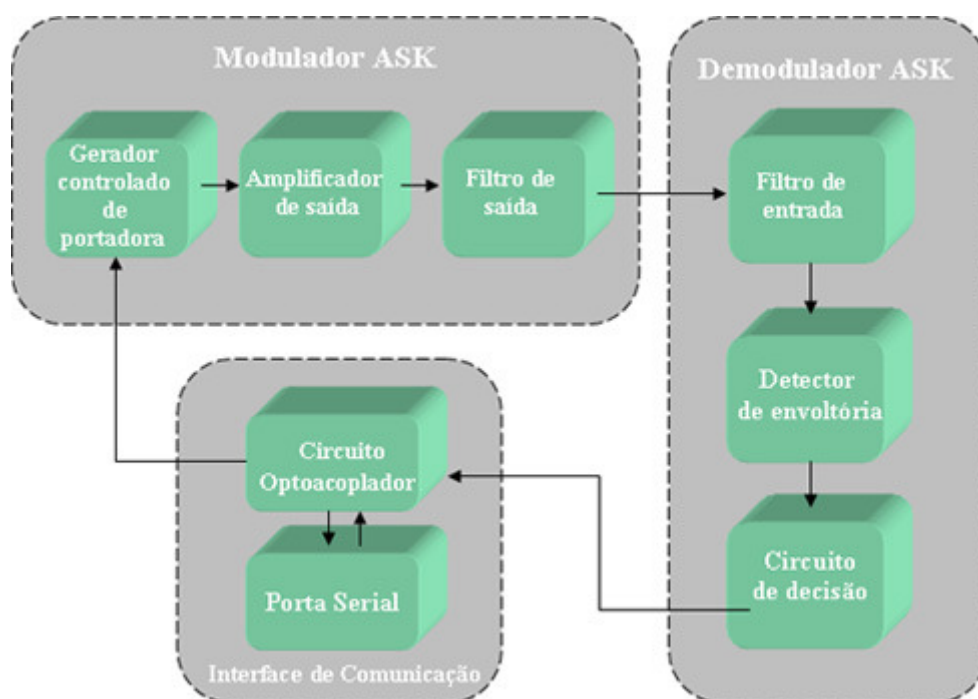 Modulador ASK
Gerador
controlado
de
portadora
Amplificador
de saída
Filtro de
saída
Demodulador ASK
Filtro de
entrada
Detector
de envoltória
Circuito
de decisão
Circuito
Optoacoplador
Porta Serial
Interface de Comunicação